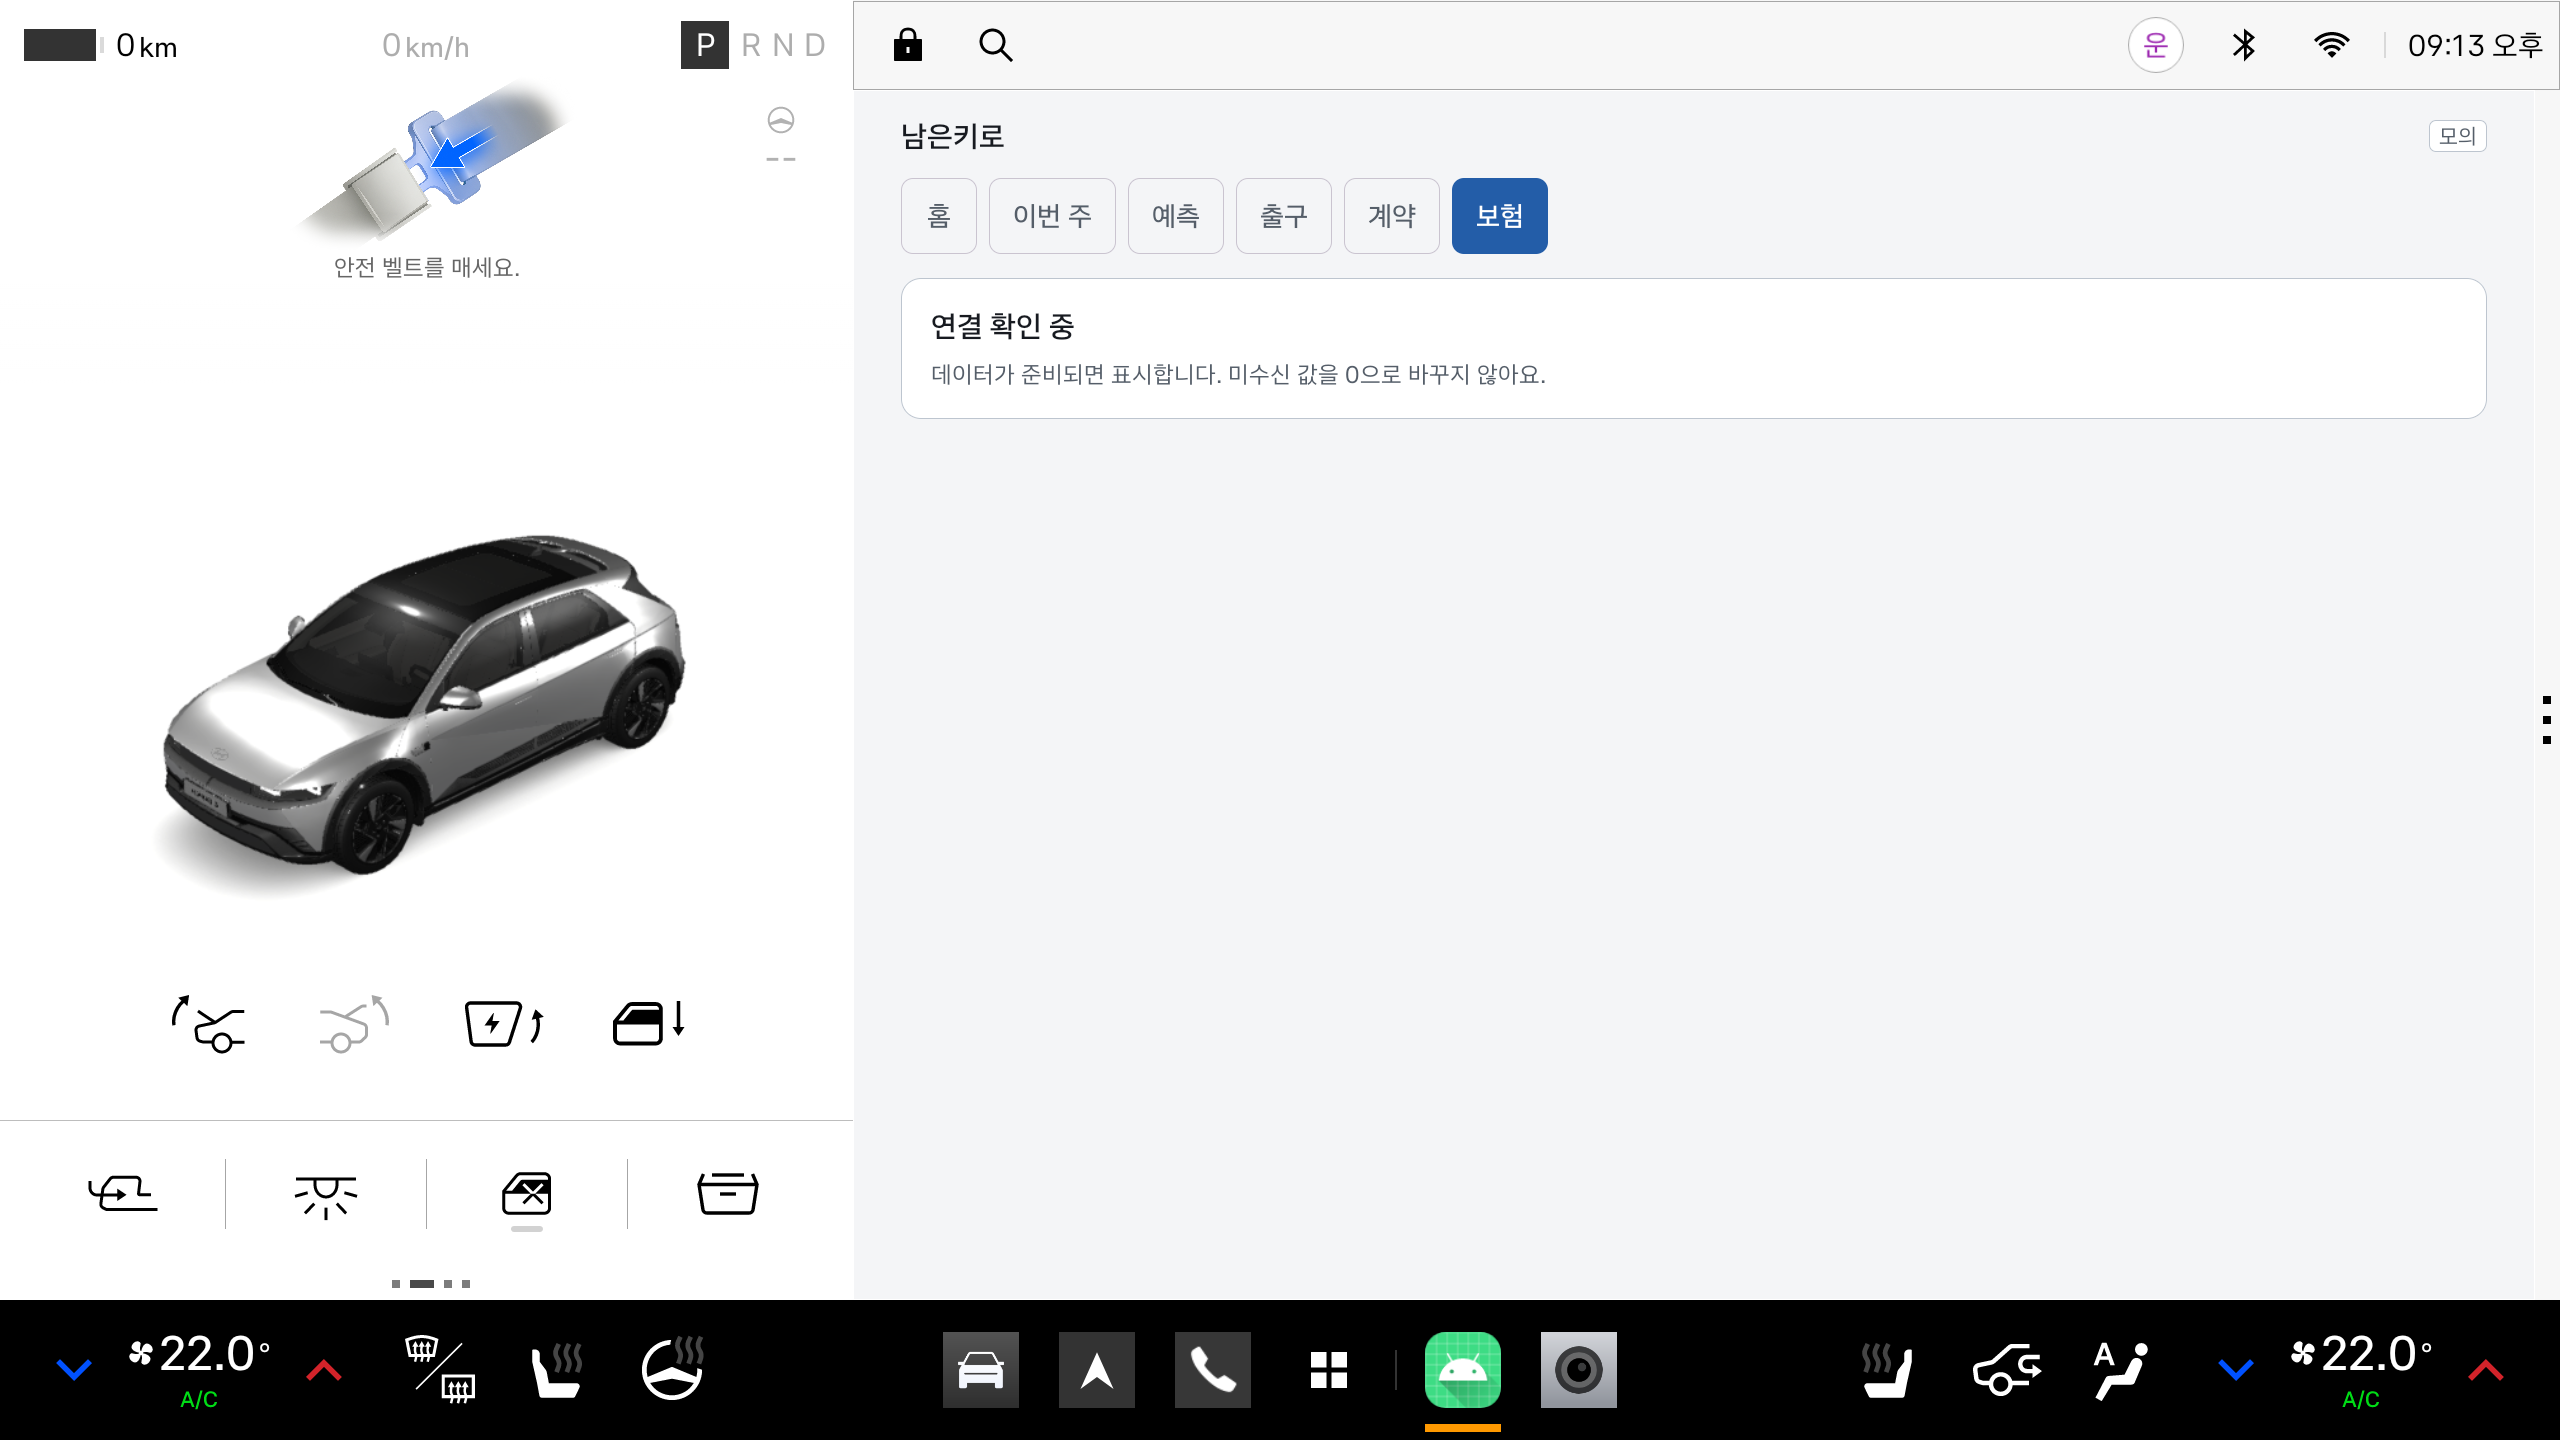 0 km
0 km/h
P R N D
안전 벨트를 매세요.
운
09:13 오후
남은키로
모의
홈
이번 주
예측
출구
계약
보험
연결 확인 중
데이터가 준비되면 표시합니다. 미수신 값을 0으로 바꾸지 않아요.
22.0°
A/C
A
22.0°
A/C